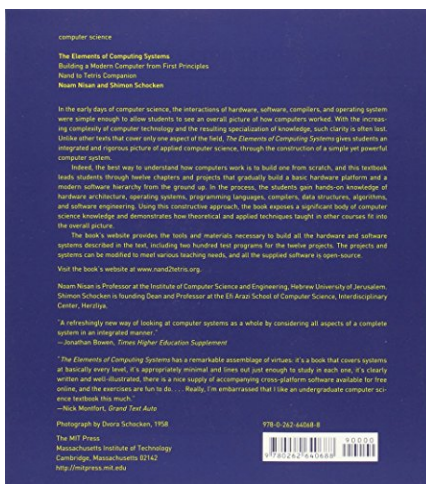 computer science
The Elements of Computing Systems
Building a Modern Computer from First Principles
Nand to Tetris Companion
Noam Nisan and Shimon Schocken
In the early days of computer science, the interactions of hardware, software, compilers, and operating system
were simple enough to allow students to see an overall picture of how computers worked. With the increas-
ing complexity of computer technology and the resulting specialization of knowledge, such clarity is often lost.
Unlike other texts that cover only one aspect of the field, The Elements of Computing Systems gives students an
integrated and rigorous picture of applied computer science, through the construction of a simple yet powerful
computer system.
Indeed, the best way to understand how computers work is to build one from scratch, and this textbook
leads students through twelve chapters and projects that gradually build a basic hardware platform and a
modern software hierarchy from the ground up. In the process, the students gain hands-on knowledge of
hardware architecture, operating systems, programming languages, compilers, data structures, algorithms,
and software engineering. Using this constructive approach, the book exposes a significant body of computer
science knowledge and demonstrates how theoretical and applied techniques taught in other courses fit into
the overall picture.
The book's website provides the tools and materials necessary to build all the hardware and software
systems described in the text, including two hundred test programs for the twelve projects. The projects and
systems can be modified to meet various teaching needs, and all the supplied software is open-source.
Visit the book's website at www.nand2tetris.org.
Noam Nisan is Professor at the Institute of Computer Science and Engineering, Hebrew University of Jerusalem.
Shimon Schocken is founding Dean and Professor at the Efi Arazi School of Computer Science, Interdisciplinary
Center, Herzliya.
"A refreshingly new way of looking at computer systems as a whole by considering all aspects of a complete
system in an integrated manner."
—Jonathan Bowen, Times Higher Education Supplement
"The Elements of Computing Systems has a remarkable assemblage of virtues: it's a book that covers systems
at basically every level, it's appropriately minimal and lines out just enough to study in each one, it's clearly
written and well-illustrated, there is a nice supply of accompanying cross-platform software available for free
online, and the exercises are fun to do. . . . Really, I'm embarrassed that I like an undergraduate computer sci-
ence textbook this much."
—Nick Montfort, Grand Text Auto
Photograph by Dvora Schocken, 1958
978-0-262-64068-8
The MIT Press
Massachusetts Institute of Technology
Cambridge, Massachusetts 02142
http://mitpress.mit.edu
90000
9 780262 640688